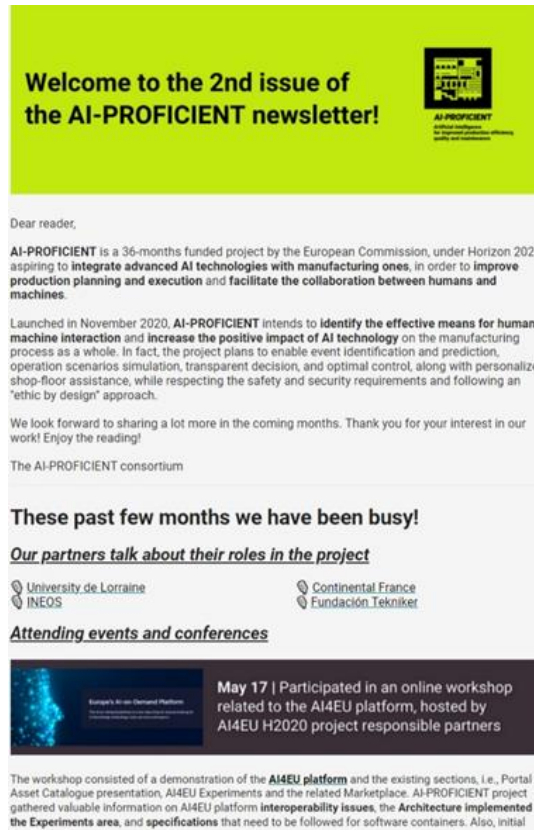 Welcome to the 2nd issue of
the AI-PROFICIENT newsletter!
AI-PROFICIENT
Artificial Intelligence
for improved production efficiency,
quality and maintenance
Dear reader,
AI-PROFICIENT is a 36-months funded project by the European Commission, under Horizon 202
aspiring to integrate advanced AI technologies with manufacturing ones, in order to improve
production planning and execution and facilitate the collaboration between humans and
machines.
Launched in November 2020, AI-PROFICIENT intends to identify the effective means for human
machine interaction and increase the positive impact of AI technology on the manufacturing
process as a whole. In fact, the project plans to enable event identification and prediction,
operation scenarios simulation, transparent decision, and optimal control, along with personalize
shop-floor assistance, while respecting the safety and security requirements and following an
"ethic by design" approach.
We look forward to sharing a lot more in the coming months. Thank you for your interest in our
work! Enjoy the reading!
The AI-PROFICIENT consortium
These past few months we have been busy!
Our partners talk about their roles in the project
University de Lorraine
Continental France
INEOS
Fundación Tekniker
Attending events and conferences
Europe's AI-on-Demand Platform
May 17 | Participated in an online workshop
related to the AI4EU platform, hosted by
AI4EU H2020 project responsible partners
The workshop consisted of a demonstration of the AI4EU platform and the existing sections, i.e., Portal
Asset Catalogue presentation, AI4EU Experiments and the related Marketplace. AI-PROFICIENT project
gathered valuable information on AI4EU platform interoperability issues, the Architecture implemented
the Experiments area, and specifications that need to be followed for software containers. Also, initial